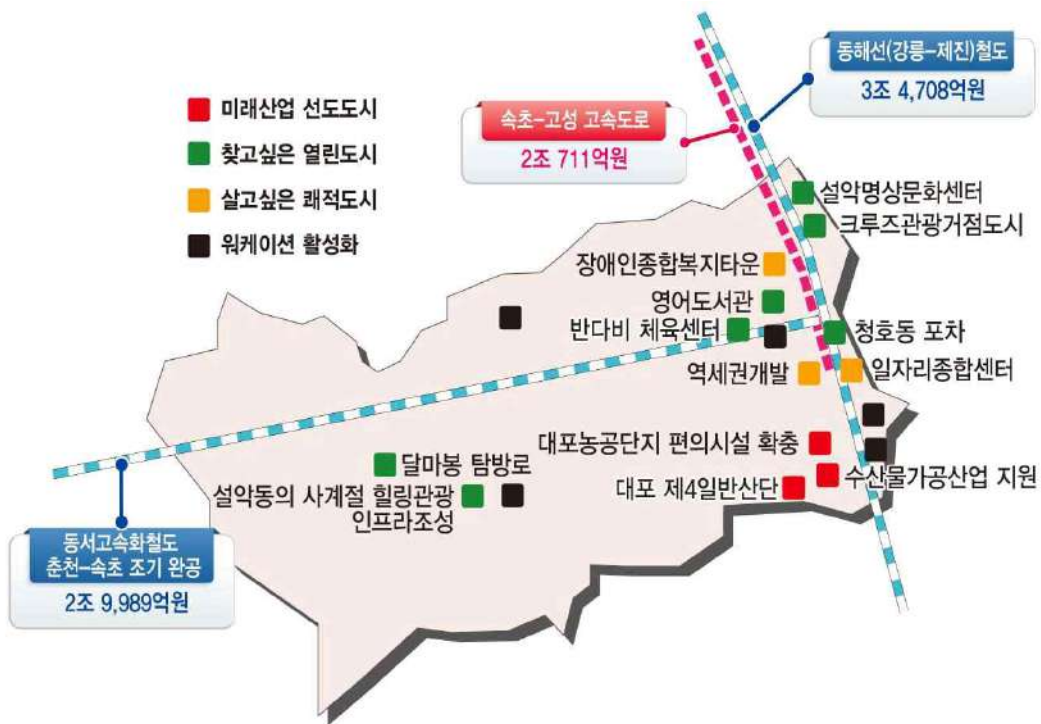 동해선(강릉-제진)철도
3조 4,708억원
속초-고성 고속도로
2조 711억원
미래산업 선도도시
찾고싶은 열린도시
살고싶은 쾌적도시
워케이션 활성화
설악명상문화센터
크루즈관광거점도시
장애인종합복지타운
영어도서관
반다비 체육센터
청호동 포차
역세권개발
일자리종합센터
대포농공단지 편의시설 확충
수산물가공산업 지원
대포 제4일반산단
달마봉 탐방로
설악동의 사계절 힐링관광
인프라조성
동서고속화철도
춘천-속초 조기 완공
2조 9,989억원